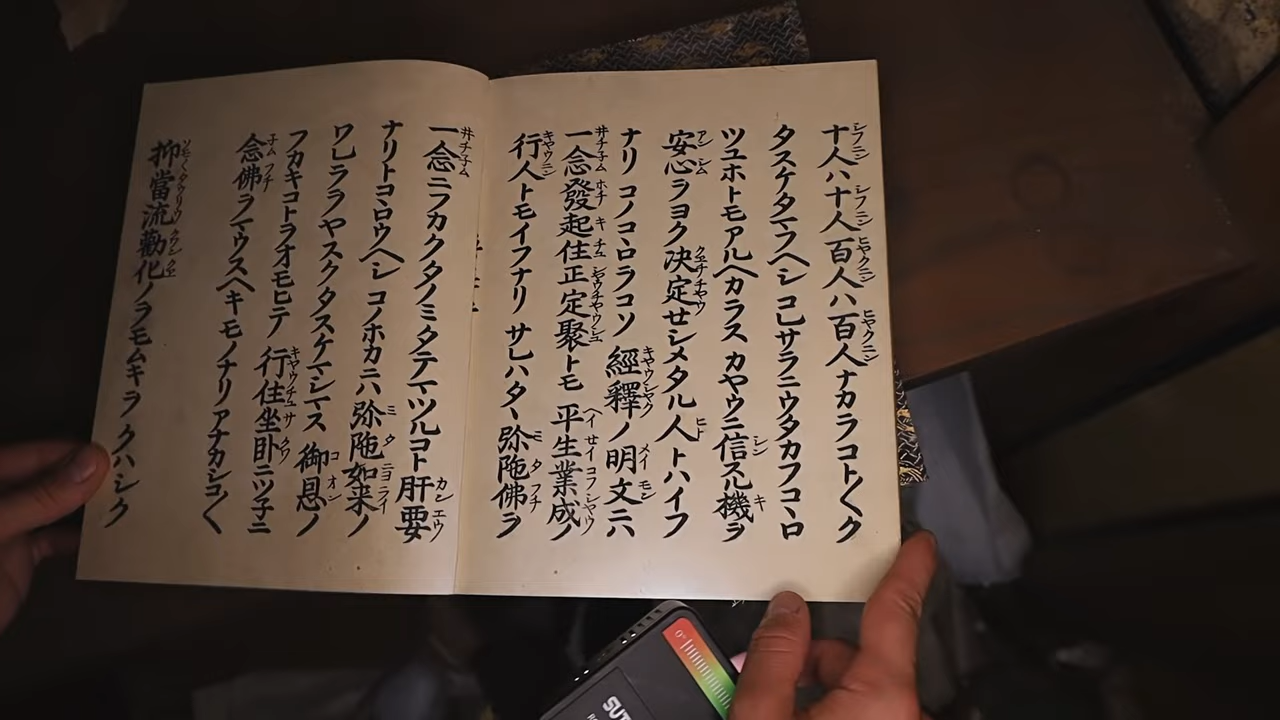 十人ハ十人百人ハ百人ナカラコト〱ク
タスケタマフヘシ コレサラニウタカフコヽロ
ツユホトモアルヘカラス カヤウニ信スル機ヲ
安心ヲヨク決定セシメタル人トハイフ
ナリ コノコヽロヲコソ 經釋ノ明文ニハ
一念發起住正定聚トモ 平生業成ノ
行人トモイフナリ サレハタヽ弥陁佛ヲ
一念ニフカクタノミタテマツルコト肝要
ナリトコヽロウヘシ コノホカニハ弥陁如来ノ
ワレラヲヤスクタスケマシマス 御恩ノ
フカキコトヲオモヒテ 行住坐卧ニツ子ニ
念佛ヲマウスヘキモノナリアナカシコ〱
抑當流勸化ノヲモムキヲ クハシク